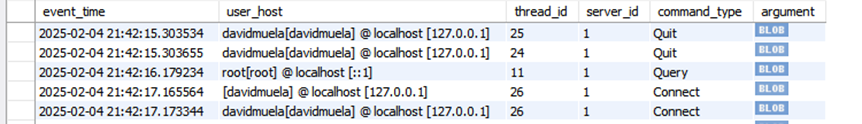 event_time user_host thread_id server_id command_type argument
2025-02-04 21:42:15.303534 davidmuela[davidmuela] @ localhost [127.0.0.1] 25 1 Quit BLOB
2025-02-04 21:42:15.303655 davidmuela[davidmuela] @ localhost [127.0.0.1] 24 1 Quit BLOB
2025-02-04 21:42:16.179234 root[root] @ localhost [::1] 11 1 Query BLOB
2025-02-04 21:42:17.165564 [davidmuela] @ localhost [127.0.0.1] 26 1 Connect BLOB
2025-02-04 21:42:17.173344 davidmuela[davidmuela] @ localhost [127.0.0.1] 26 1 Connect BLOB